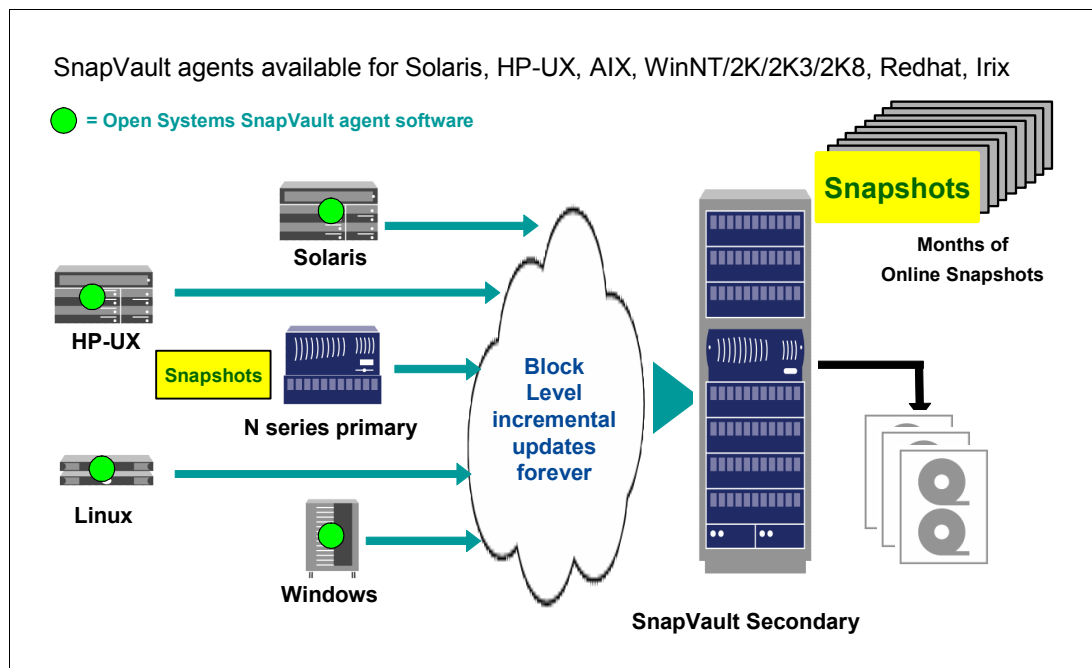 SnapVault agents available for Solaris, HP-UX, AIX, WinNT/2K/2K3/2K8, Redhat, Irix
= Open Systems SnapVault agent software
Snapshots
Months of
Online Snapshots
Solaris
HP-UX
Snapshots
N series primary
Linux
Windows
Block
Level
incremental
updates
forever
SnapVault Secondary